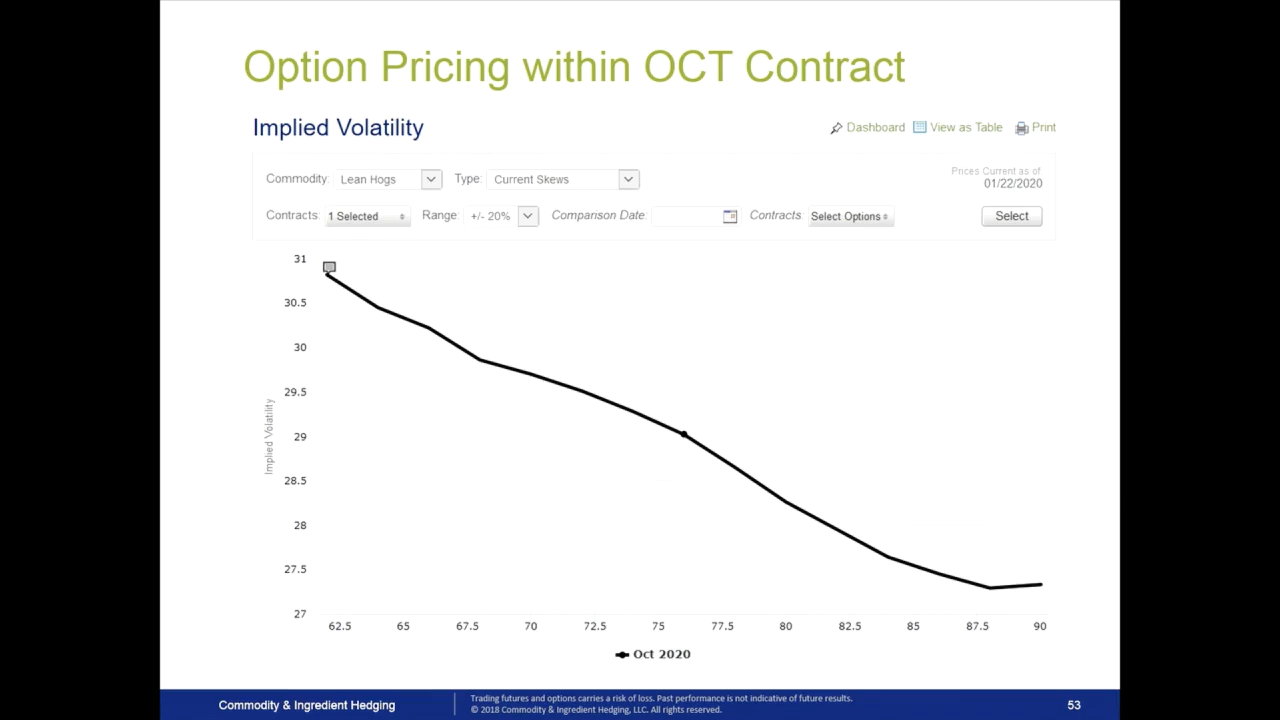 Option Pricing within OCT Contract
Implied Volatility
Dashboard View as Table Print
Commodity: Lean Hogs Type: Current Skews
Prices Current as of:
01/22/2020
Contracts: 1 Selected Range: +/- 20% Comparison Date: Contracts: Select Options Select
31
30.5
30
29.5
29
28.5
28
27.5
27
Implied Volatility
62.5 65 67.5 70 72.5 75 77.5 80 82.5 85 87.5 90
Oct 2020
Commodity & Ingredient Hedging
Trading futures and options carries a risk of loss. Past performance is not indicative of future results.
© 2018 Commodity & Ingredient Hedging, LLC. All rights reserved.
53